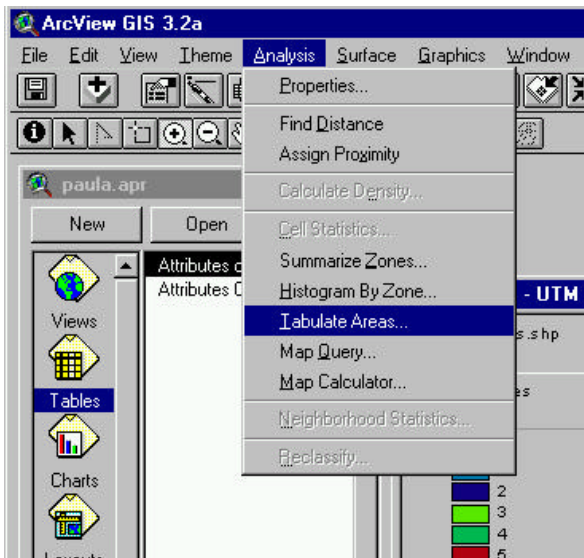 ArcView GIS 3.2a
File Edit View Theme Analysis Surface Graphics Window
Properties...
Find Distance
Assign Proximity
Calculate Density...
Cell Statistics...
Summarize Zones...
Histogram By Zone...
Tabulate Areas...
Map Query...
Map Calculator...
Neighborhood Statistics...
Reclassify...
paula.apr
New Open
Views
Tables
Charts
Attributes
Attributes
- UTM
s.shp
es
2
3
4
5